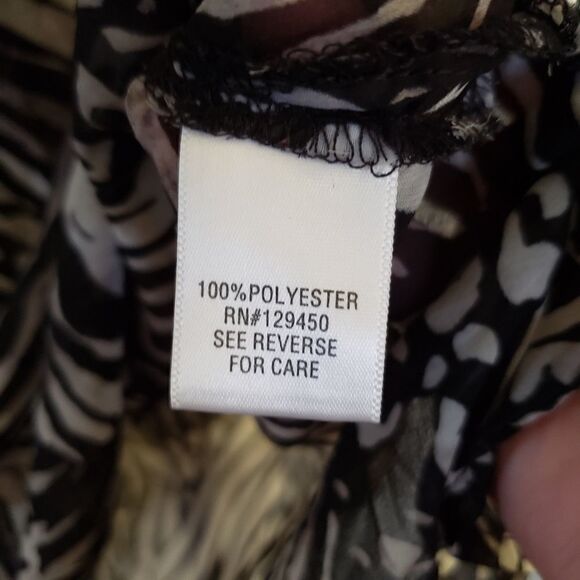 100%POLYESTER
RN#129450
SEE REVERSE
FOR CARE